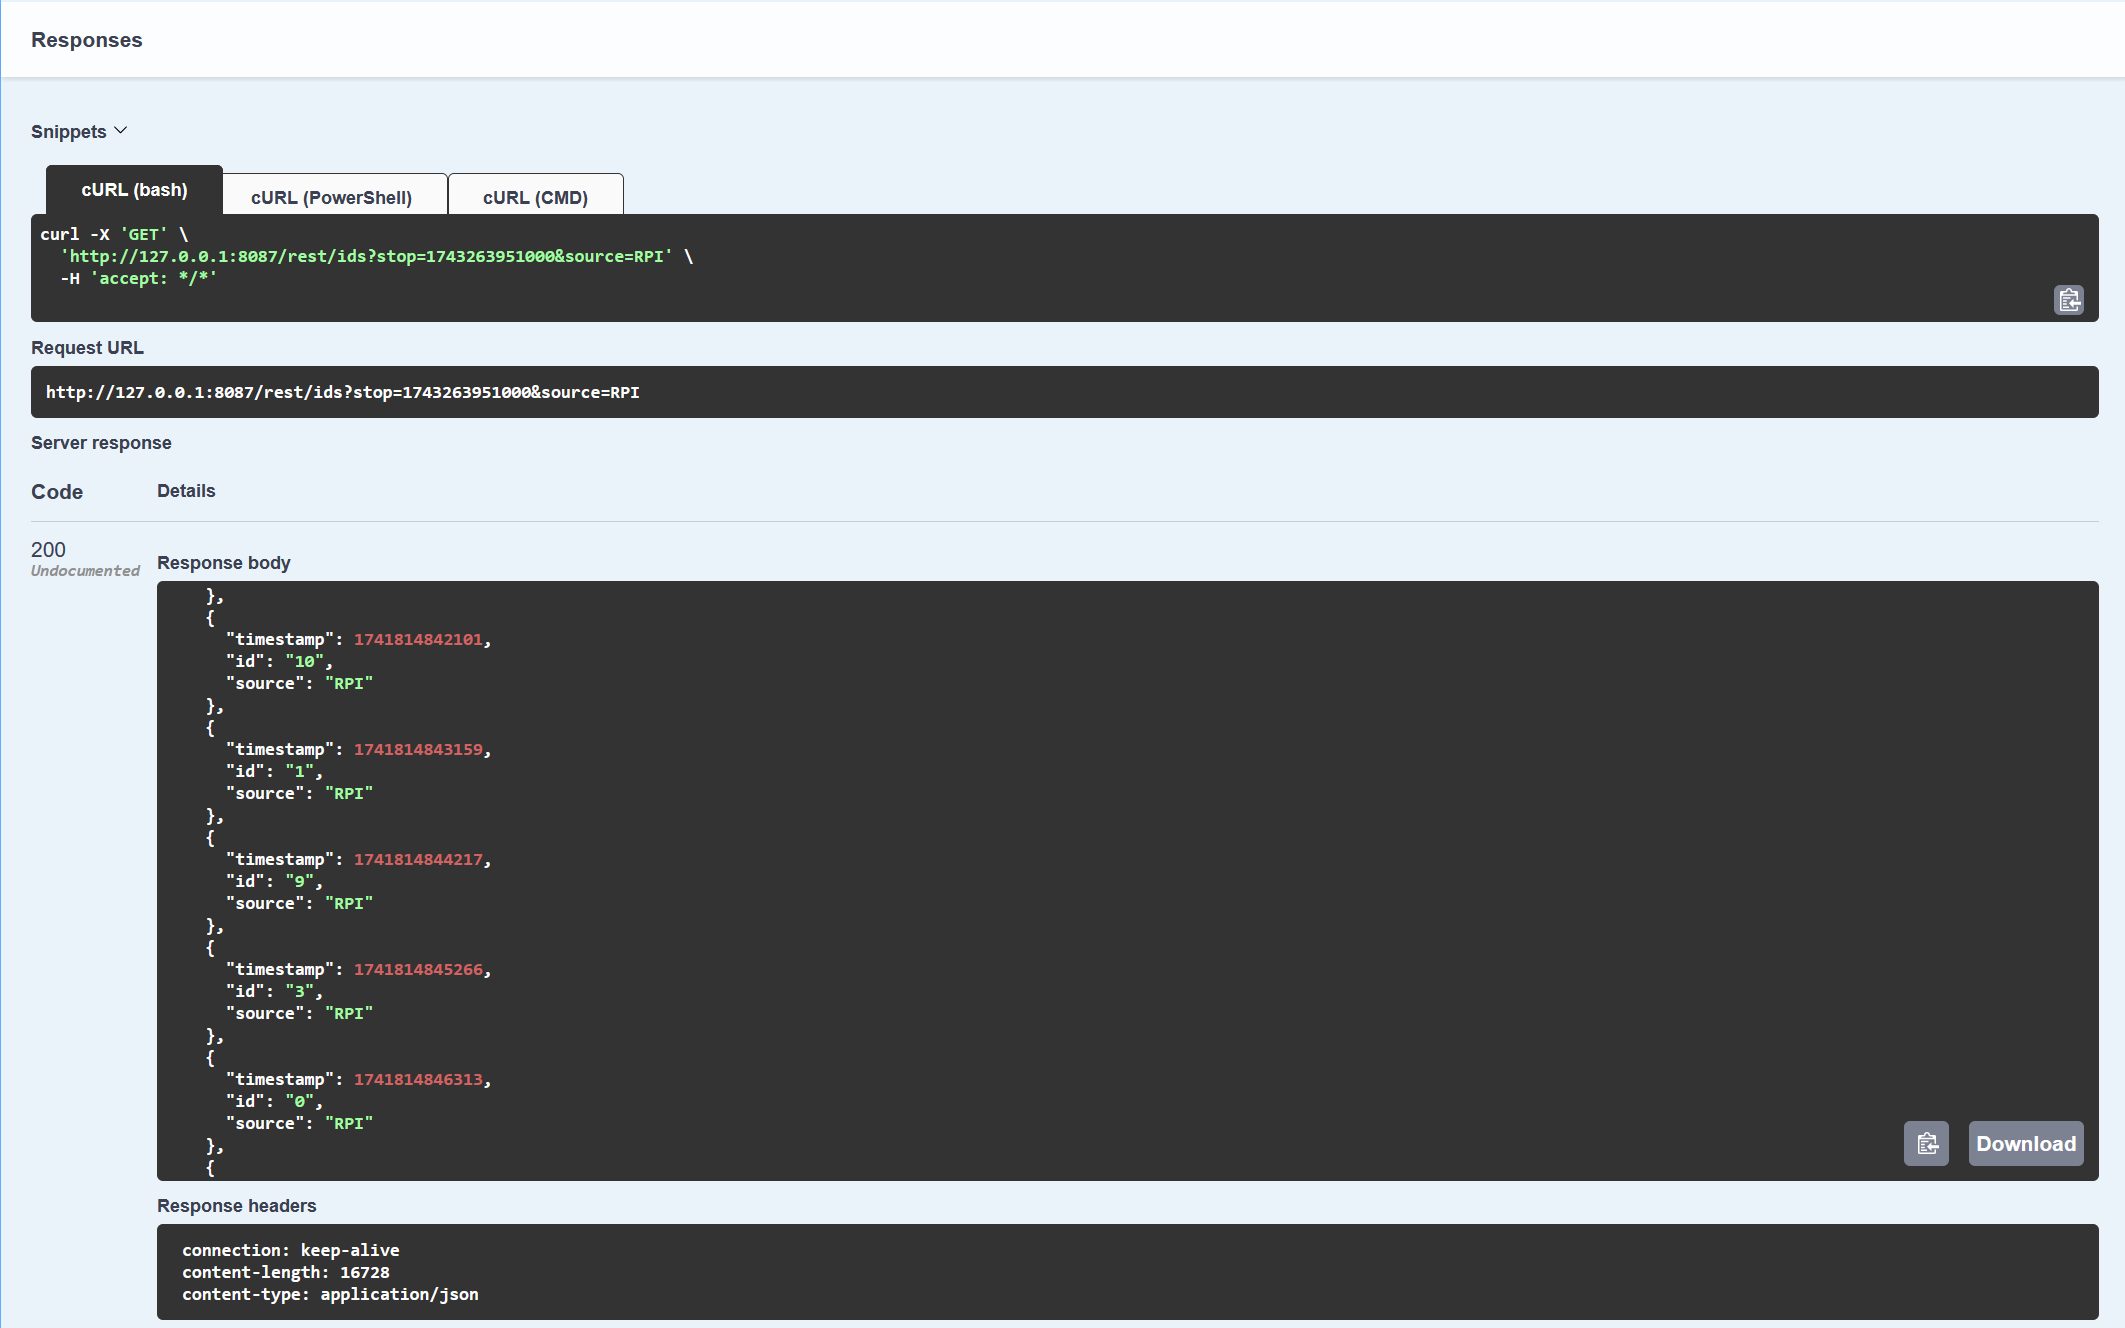 Responses
Snippets
cURL (bash)
cURL (PowerShell)
cURL (CMD)
curl -X 'GET' \
  'http://127.0.0.1:8087/rest/ids?stop=1743263951000&source=RPI' \
  -H 'accept: */*'
Request URL
http://127.0.0.1:8087/rest/ids?stop=1743263951000&source=RPI
Server response
Code Details
200
Undocumented
Response body
},
{
"timestamp": 1741814842101,
"id": "10",
"source": "RPI"
},
{
"timestamp": 1741814843159,
"id": "1",
"source": "RPI"
},
{
"timestamp": 1741814844217,
"id": "9",
"source": "RPI"
},
{
"timestamp": 1741814845266,
"id": "3",
"source": "RPI"
},
{
"timestamp": 1741814846313,
"id": "0",
"source": "RPI"
},
{
Download
Response headers
connection: keep-alive
content-length: 16728
content-type: application/json